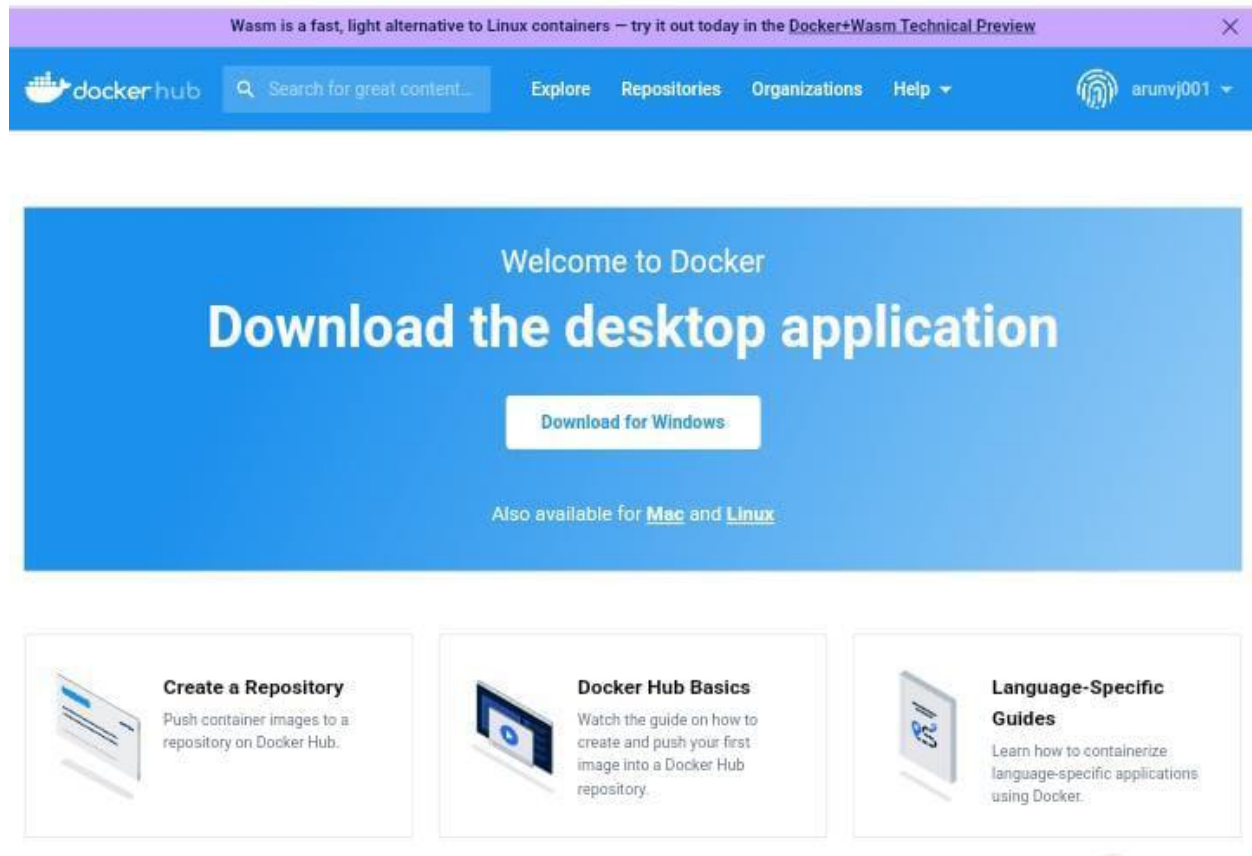 Wasm is a fast, light alternative to Linux containers — try it out today in the Docker+Wasm Technical Preview
dockerhub
Search for great content...
Explore
Repositories
Organizations
Help
arunvj001
Welcome to Docker
Download the desktop application
Download for Windows
Also available for Mac and Linux
Create a Repository
Push container images to a
repository on Docker Hub.
Docker Hub Basics
Watch the guide on how to
create and push your first
image into a Docker Hub
repository.
Language-Specific
Guides
Learn how to containerize
language-specific applications
using Docker.